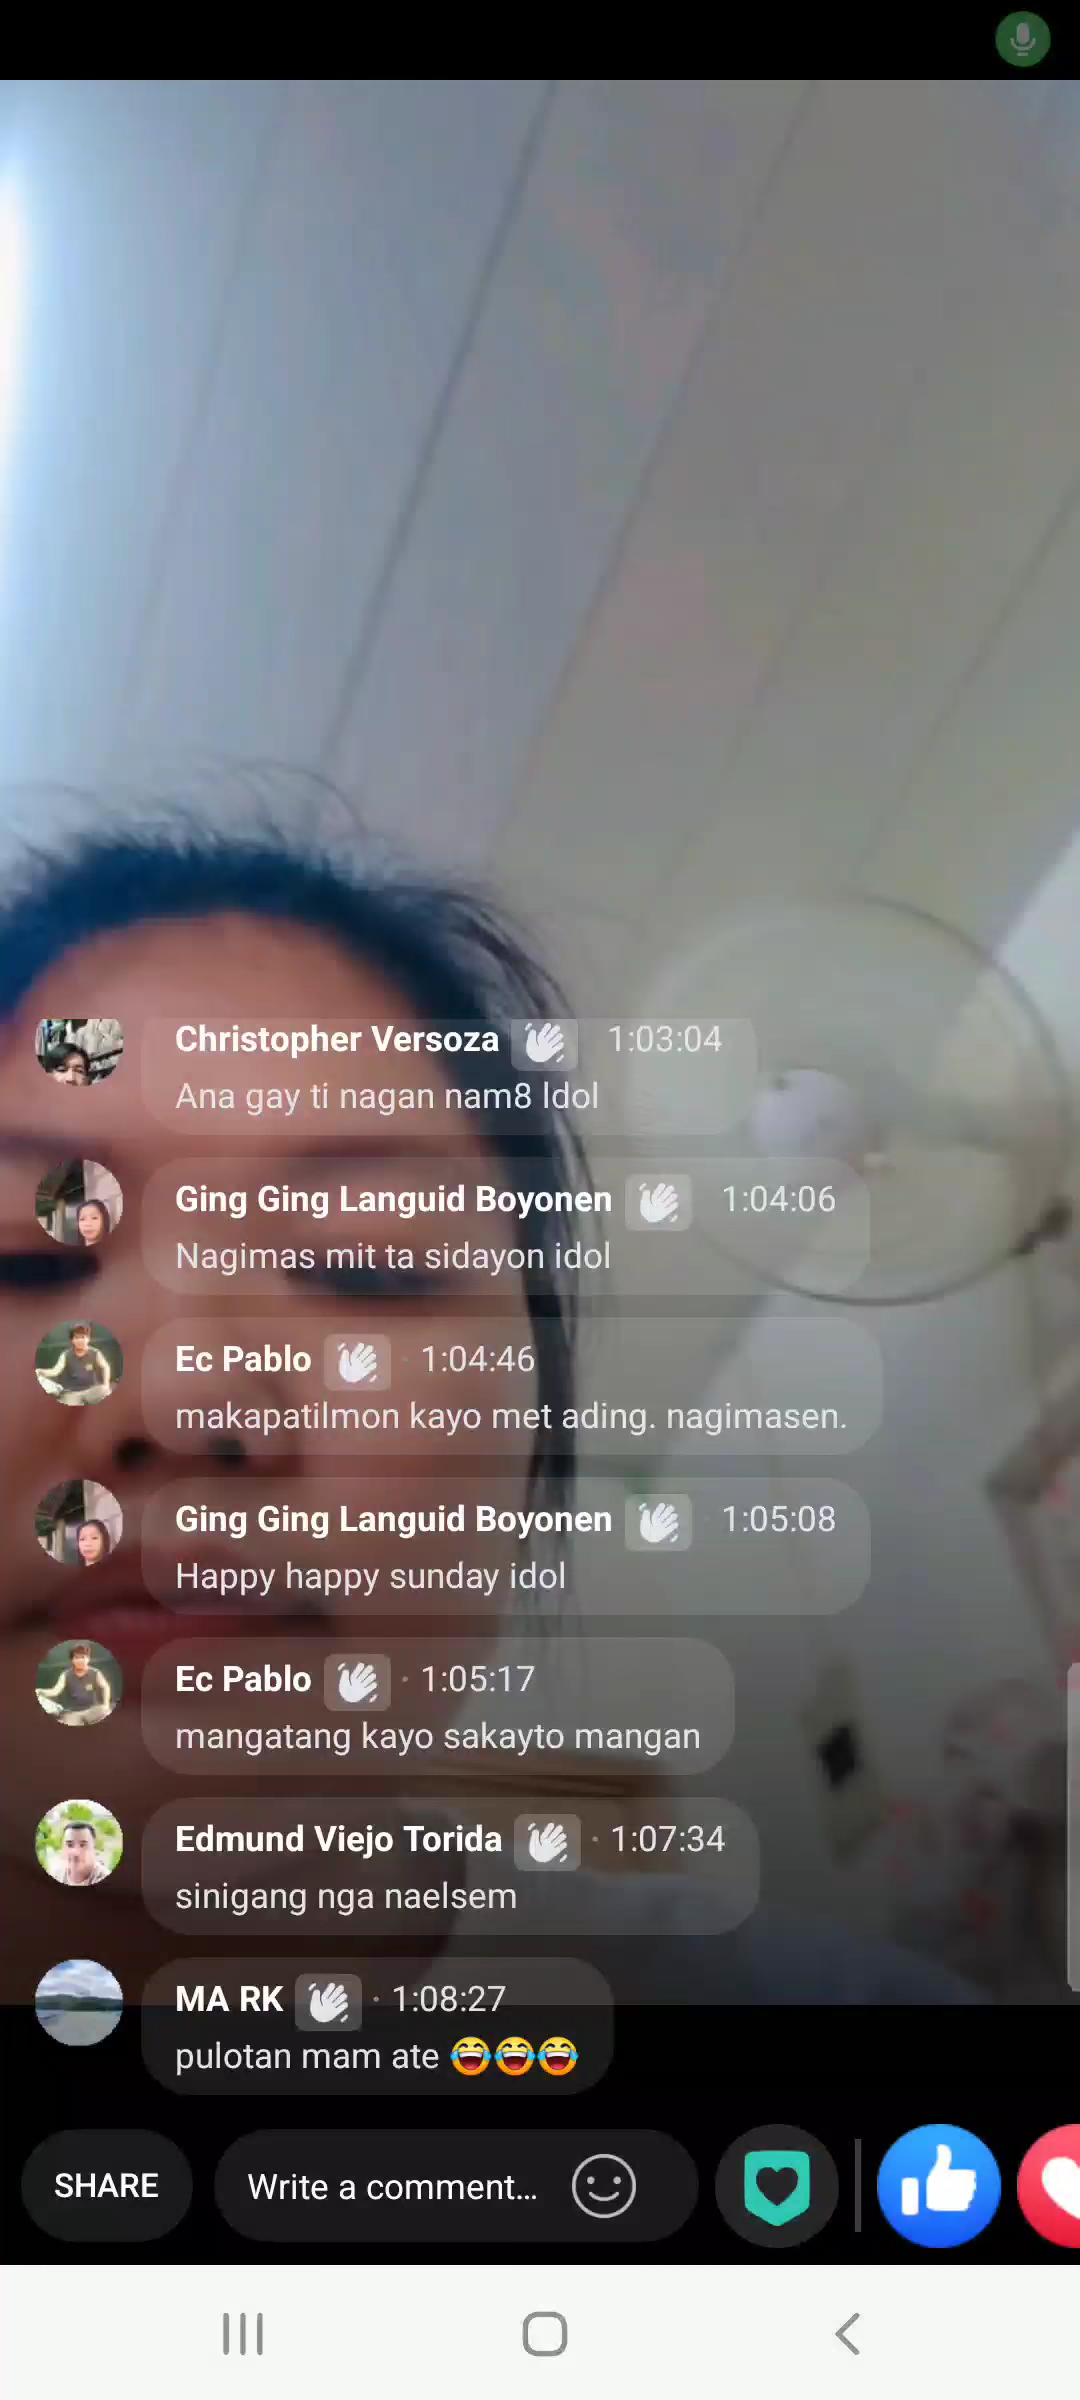 Christopher Versoza 1:03:04
Ana gay ti nagan nam8 Idol
Ging Ging Languid Boyonen 1:04:06
Nagimas mit ta sidayon idol
Ec Pablo · 1:04:46
makapatilmon kayo met ading. nagimasen.
Ging Ging Languid Boyonen · 1:05:08
Happy happy sunday idol
Ec Pablo · 1:05:17
mangatang kayo sakayto mangan
Edmund Viejo Torida · 1:07:34
sinigang nga naelsem
MA RK · 1:08:27
pulotan mam ate 😂😂😂
SHARE
Write a comment...